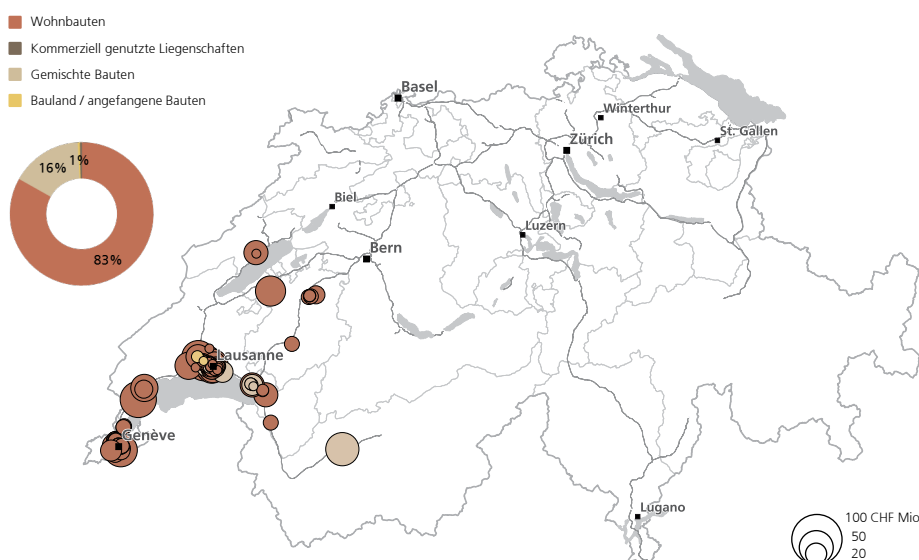 Wohnbauten
Kommerziell genutzte Liegenschaften
Gemischte Bauten
Bauland / angefangene Bauten
16%
1%
83%
Basel
Winterthur
St. Gallen
Zürich
Biel
Luzern
Bern
Lausanne
Genève
Lugano
100 CHF Mio
50
20